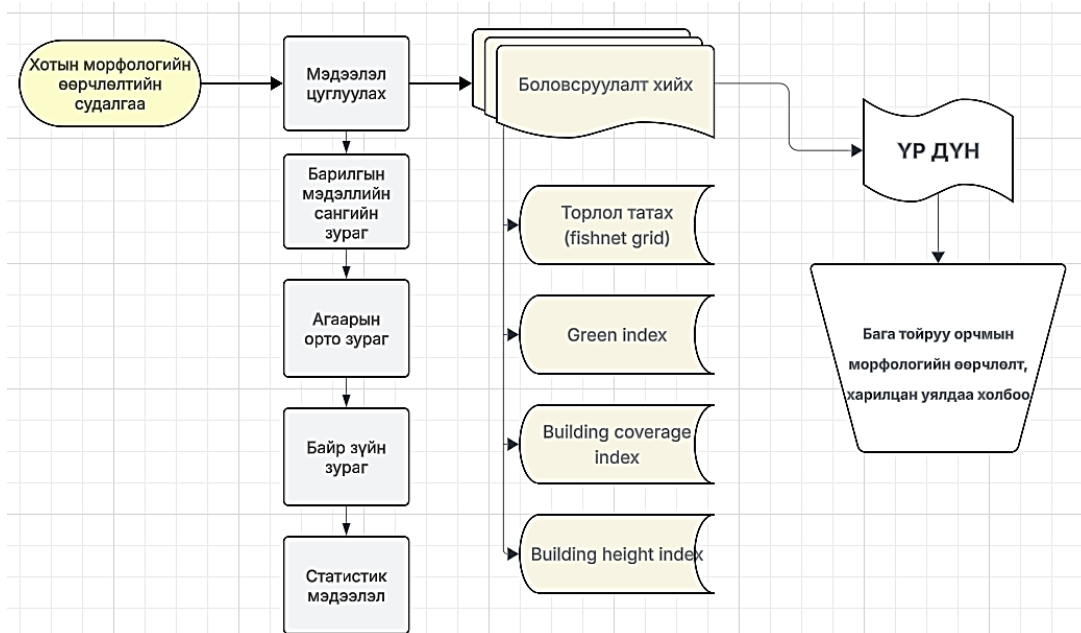 Хотын морфологийн
өөрчлөлтийн
судалгаа
Мэдээлэл
цуглуулах
Барилгын
мэдэллийн
сангийн
зураг
Агаарын
орто зураг
Байр зүйн
зураг
Статистик
мэдээлэл
Боловсруулалт хийх
Торлол татах
(fishnet grid)
Green index
Building coverage
index
Building height index
ҮР ДҮН
Бага тойруу орчмын
морфологийн өөрчлөлт,
харилцан уялдаа холбоо